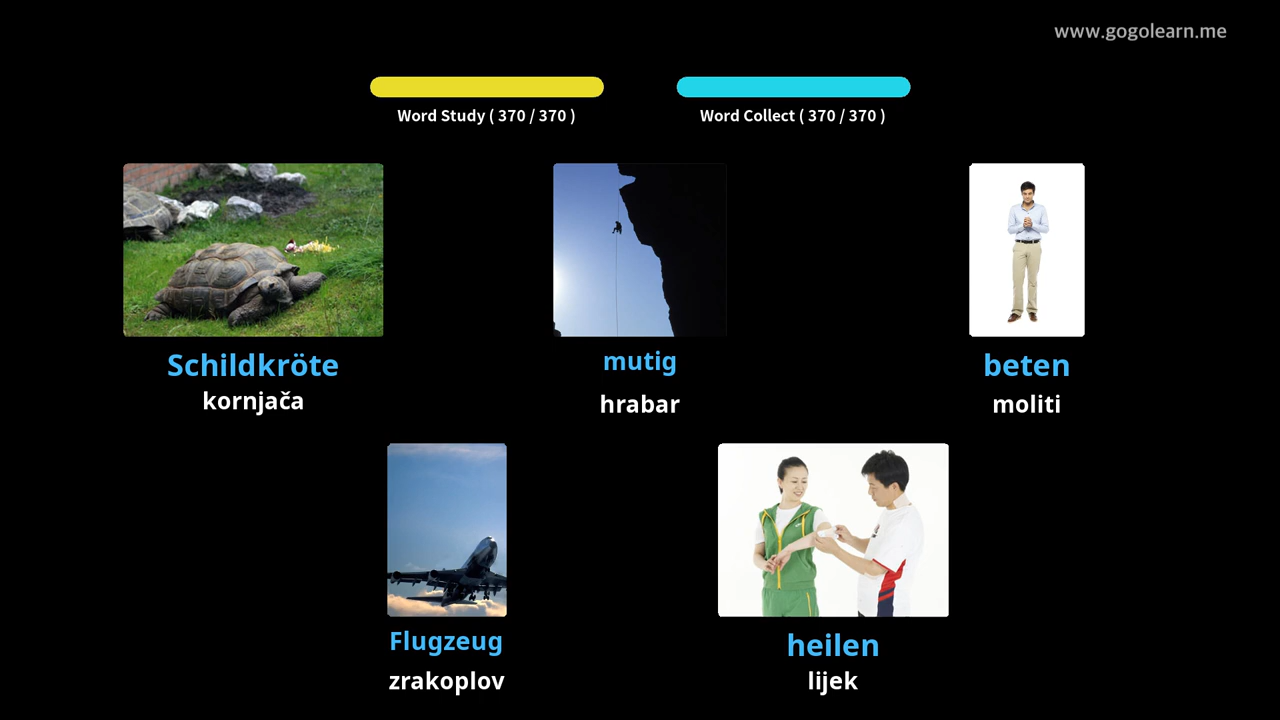 www.gogolearn.me
Word Study ( 370 / 370 )
Word Collect ( 370 / 370 )
Schildkröte
kornjača
mutig
hrabar
beten
moliti
Flugzeug
zrakoplov
heilen
lijek